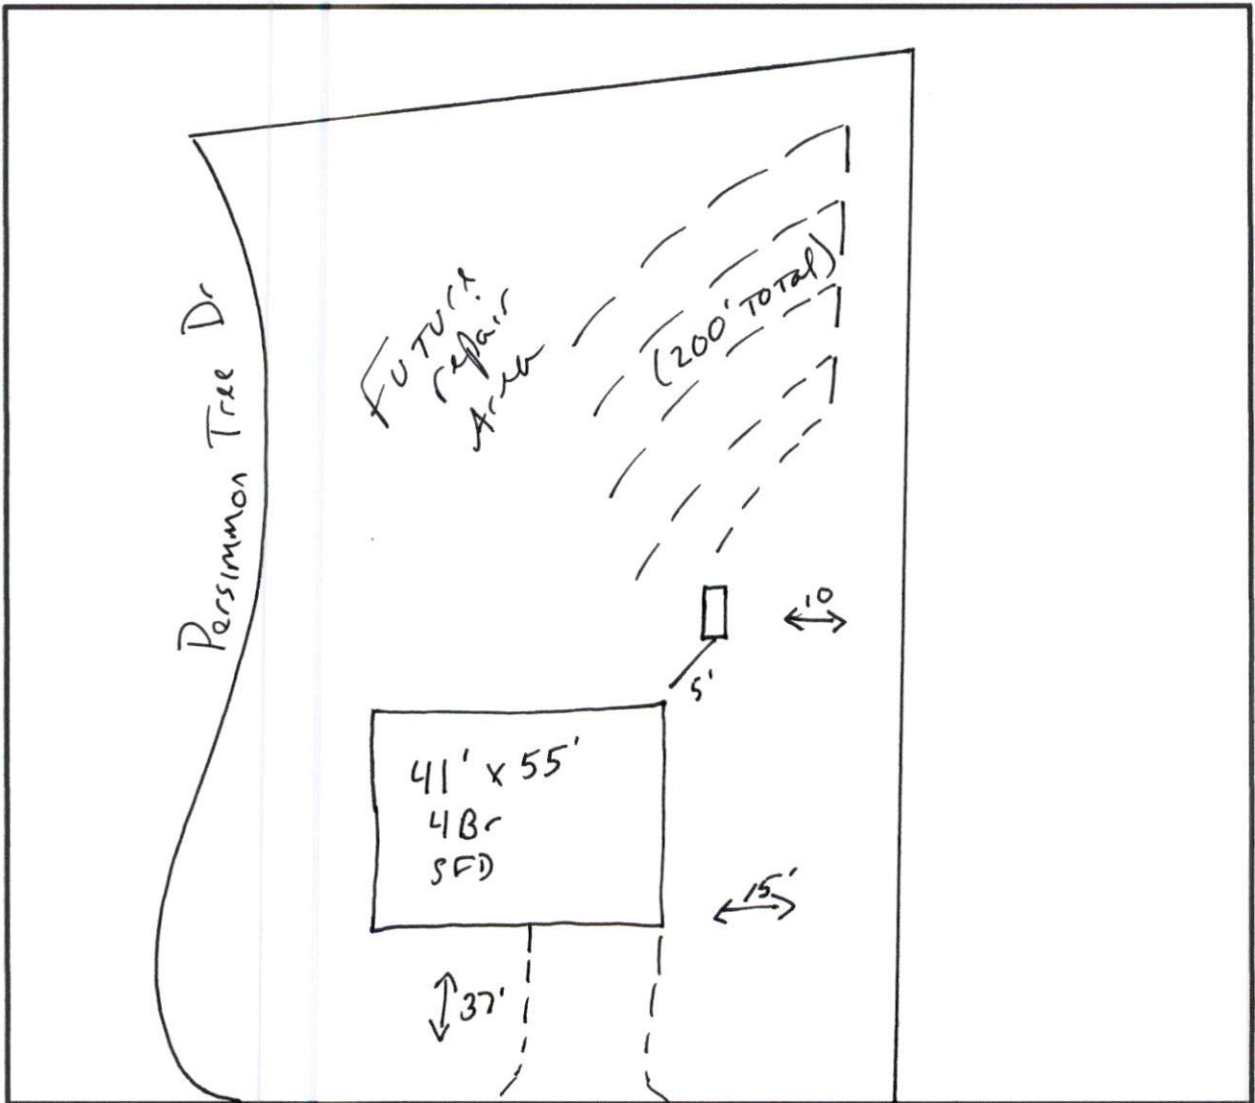 FUTURE
repair
Area
(200' TOTAL)
Persimmon Tree Dr
10
5'
41' x 55'
4Br
SFD
15'
37'